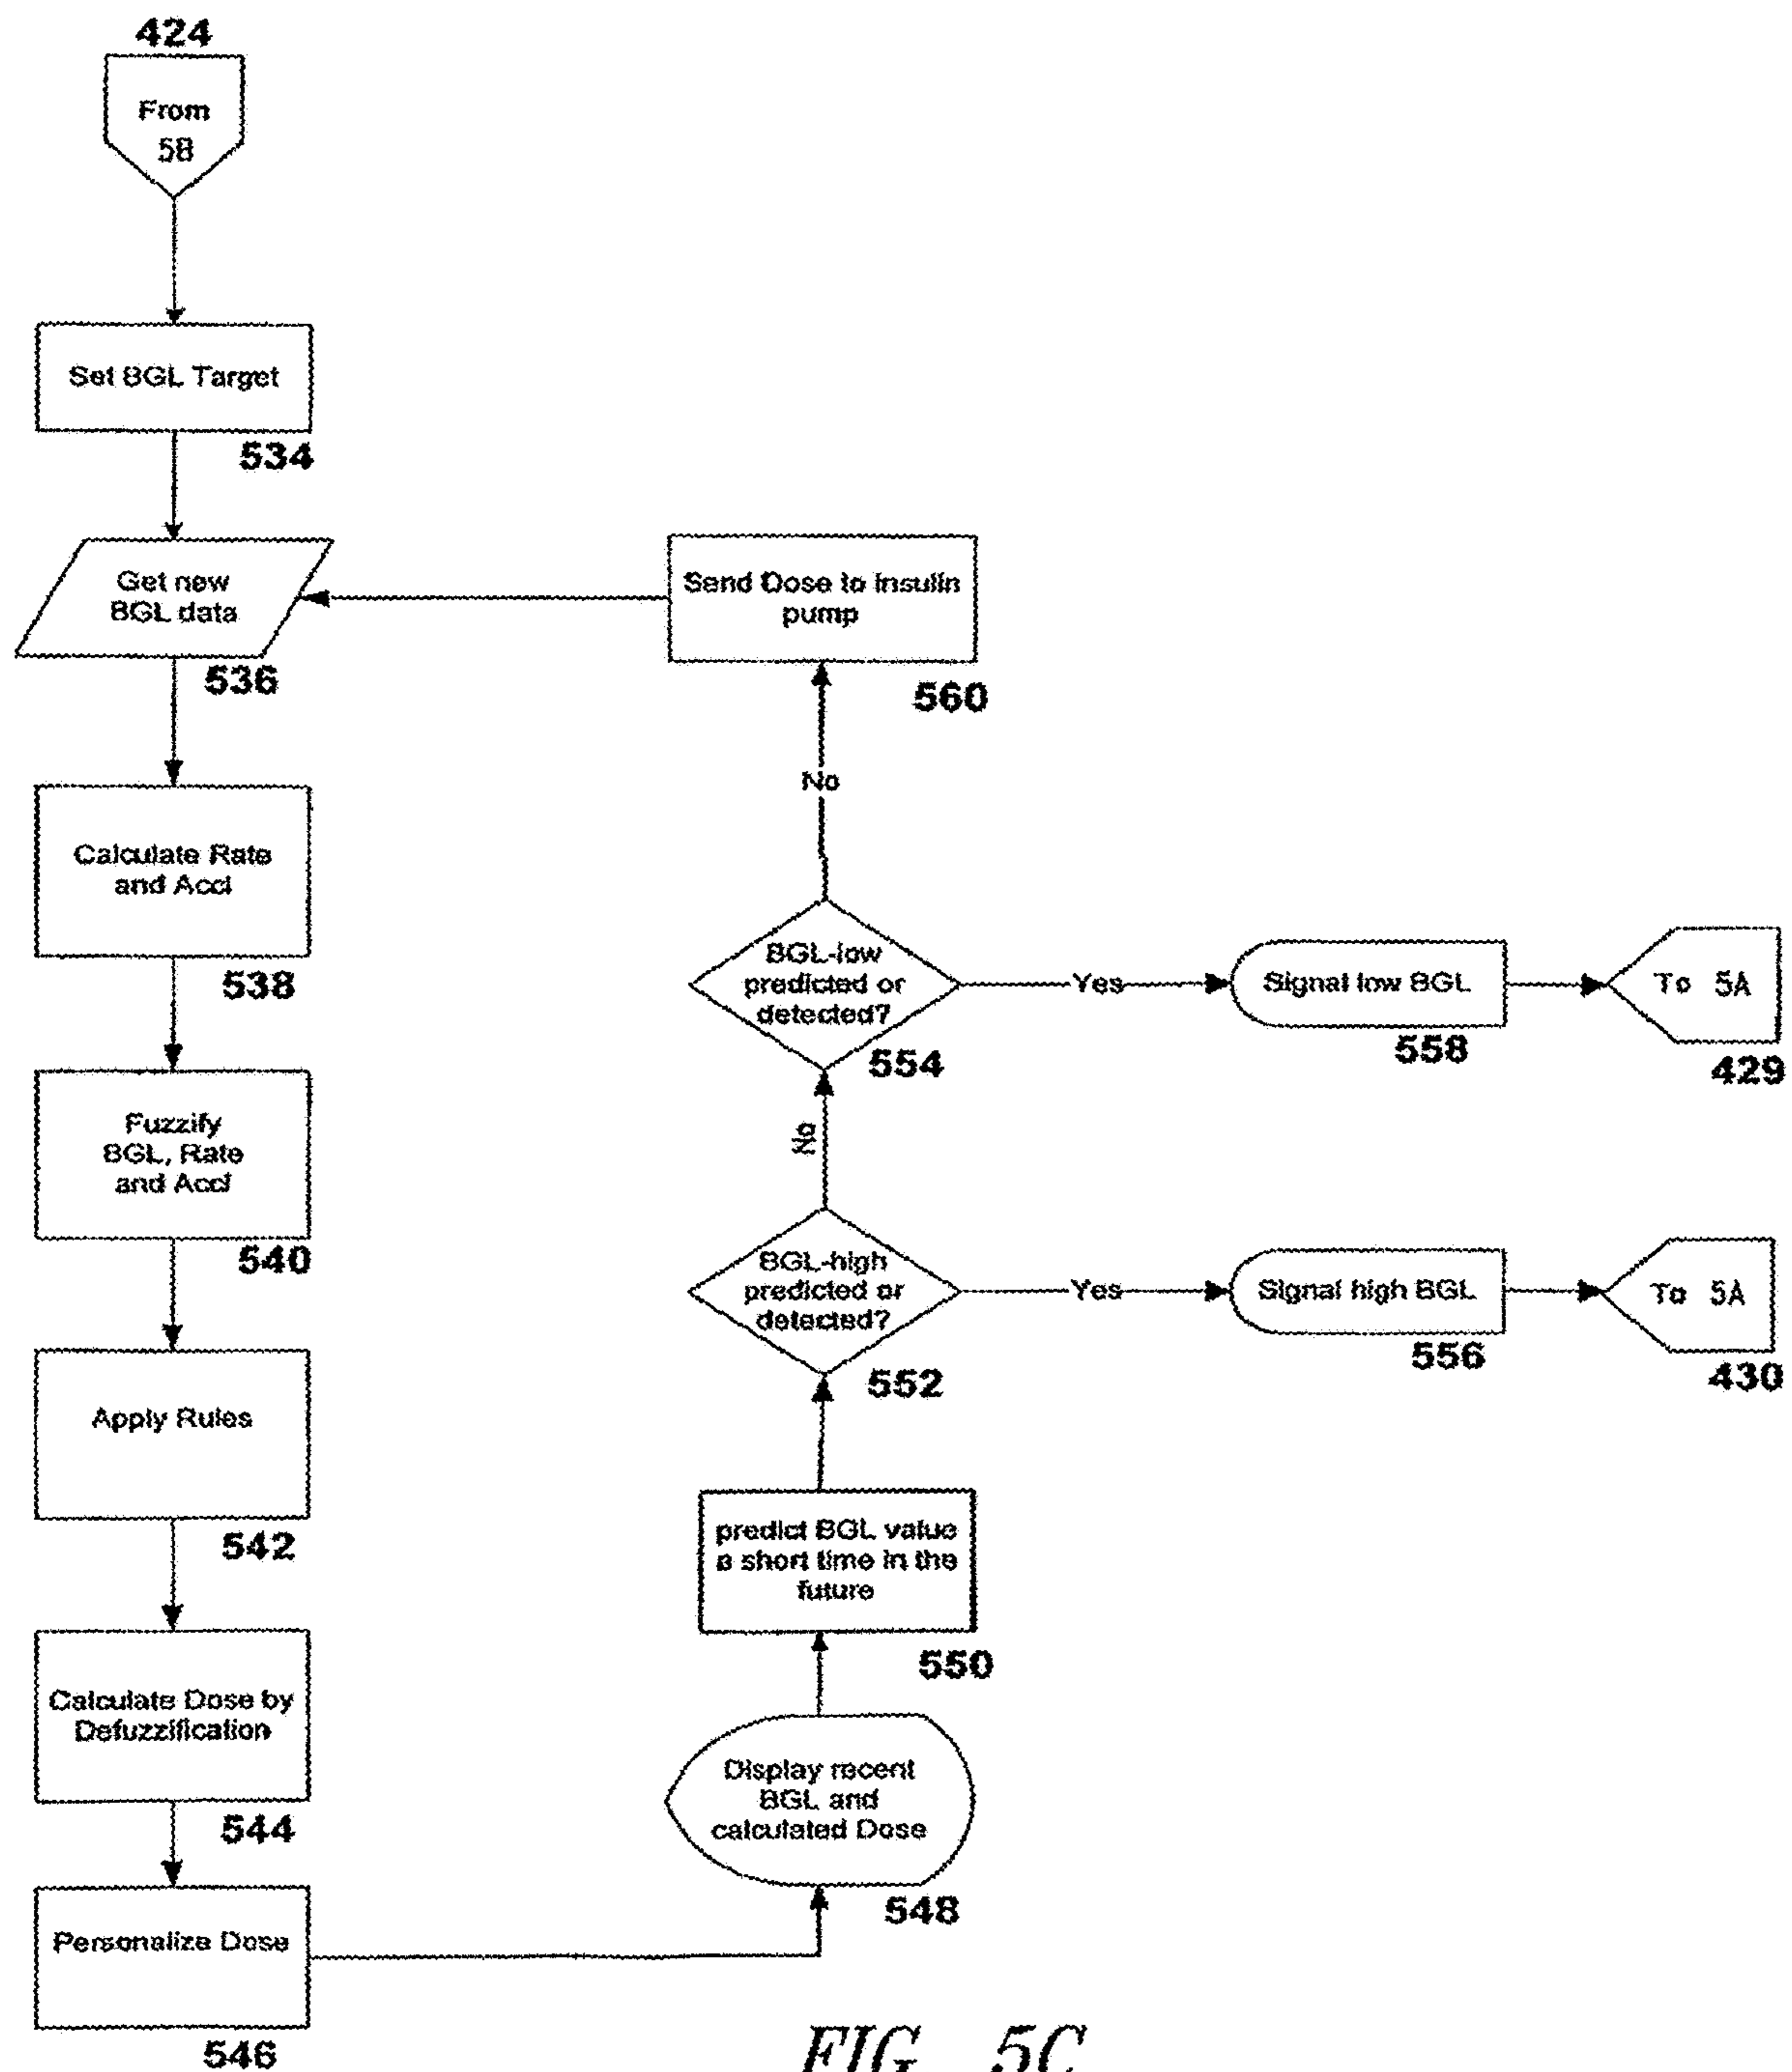 424
From
5B
Set BGL Target
534
Get new
BGL data
536
Calculate Rate
and Accl
538
Fuzzify
BGL, Rate
and Accl
540
Apply Rules
542
Calculate Dose by
Defuzzification
544
Personalize Dose
546
Display recent
BGL and
calculated Dose
548
predict BGL value
a short time in the
future
550
BGL-high
predicted or
detected?
552
Yes
Signal high BGL
556
To 5A
430
No
BGL-low
predicted or
detected?
554
Yes
Signal low BGL
558
To 5A
429
No
Send Dose to insulin
pump
560
FIG. 5C